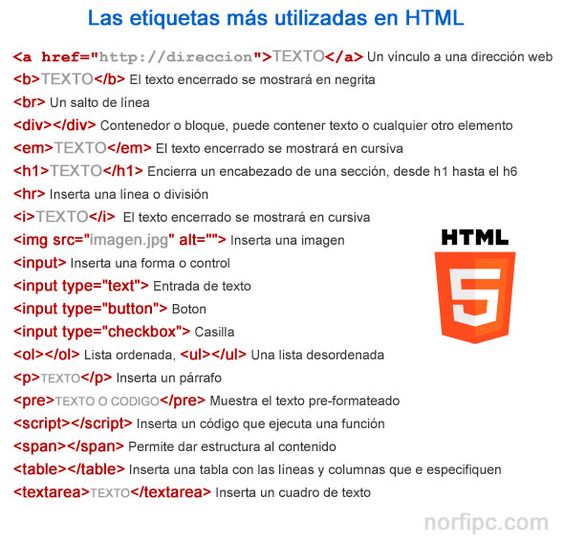 Las etiquetas más utilizadas en HTML
<a href="http://direccion">TEXTO</a> Un vínculo a una dirección web
<b>TEXTO</b> El texto encerrado se mostrará en negrita
<br> Un salto de línea
<div></div> Contenedor o bloque, puede contener texto o cualquier otro elemento
<em>TEXTO</em> El texto encerrado se mostrará en cursiva
<h1>TEXTO</h1> Encierra un encabezado de una sección, desde h1 hasta el h6
<hr> Inserta una línea o división
<i>TEXTO</i> El texto encerrado se mostrará en cursiva
<img src="imagen.jpg" alt=""> Inserta una imagen
<input> Inserta una forma o control
<input type="text"> Entrada de texto
<input type="button"> Boton
<input type="checkbox"> Casilla
<ol></ol> Lista ordenada, <ul></ul> Una lista desordenada
<p>TEXTO</p> Inserta un párrafo
<pre>TEXTO O CODIGO</pre> Muestra el texto pre-formateado
<script></script> Inserta un código que ejecuta una función
<span></span> Permite dar estructura al contenido
<table></table> Inserta una tabla con las líneas y columnas que e especifiquen
<textarea>TEXTO</textarea> Inserta un cuadro de texto
HTML
5
norfipc.com